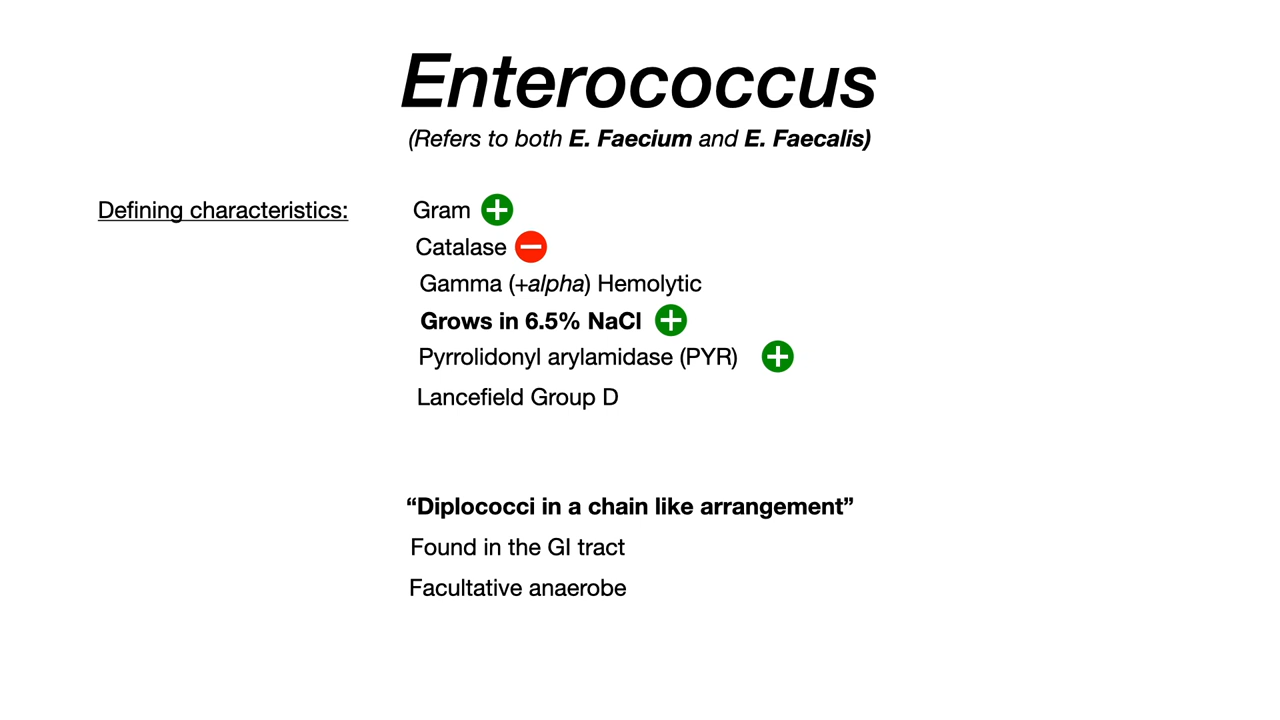 Enterococcus
(Refers to both E. Faecium and E. Faecalis)
Defining characteristics:
Gram +
Catalase −
Gamma (+alpha) Hemolytic
Grows in 6.5% NaCl +
Pyrrolidonyl arylamidase (PYR) +
Lancefield Group D
“Diplococci in a chain like arrangement”
Found in the GI tract
Facultative anaerobe